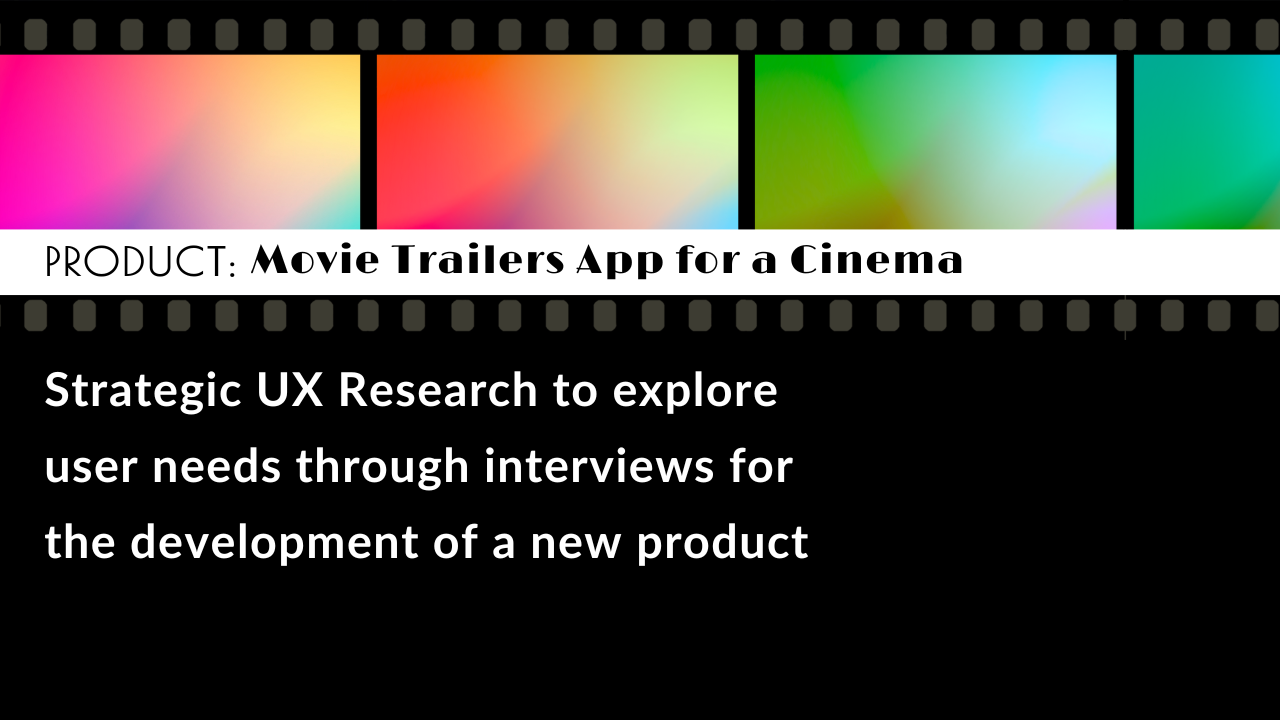 PRODUCT: Movie Trailers App for a Cinema
Strategic UX Research to explore
user needs through interviews for
the development of a new product